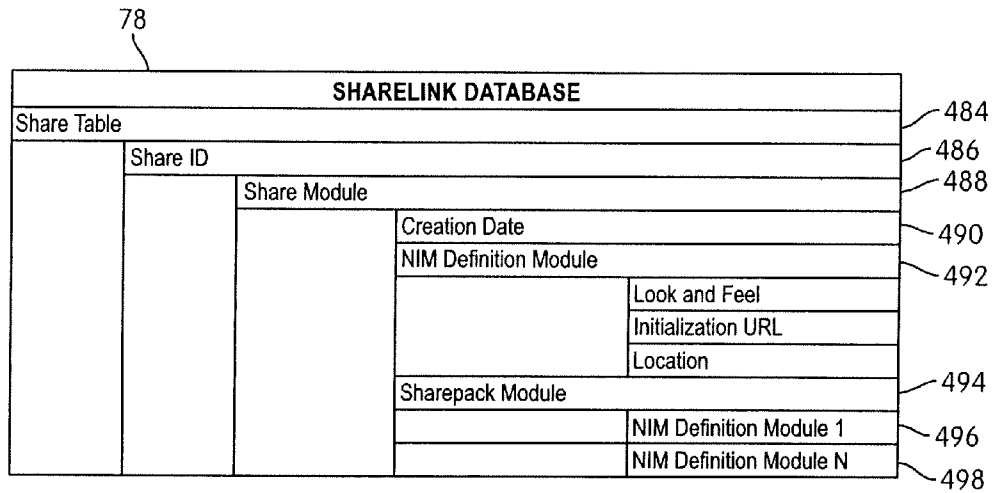 78
SHARELINK DATABASE
Share Table 484
Share ID 486
Share Module 488
Creation Date 490
NIM Definition Module 492
Look and Feel
Initialization URL
Location
Sharepack Module 494
NIM Definition Module 1 496
NIM Definition Module N 498